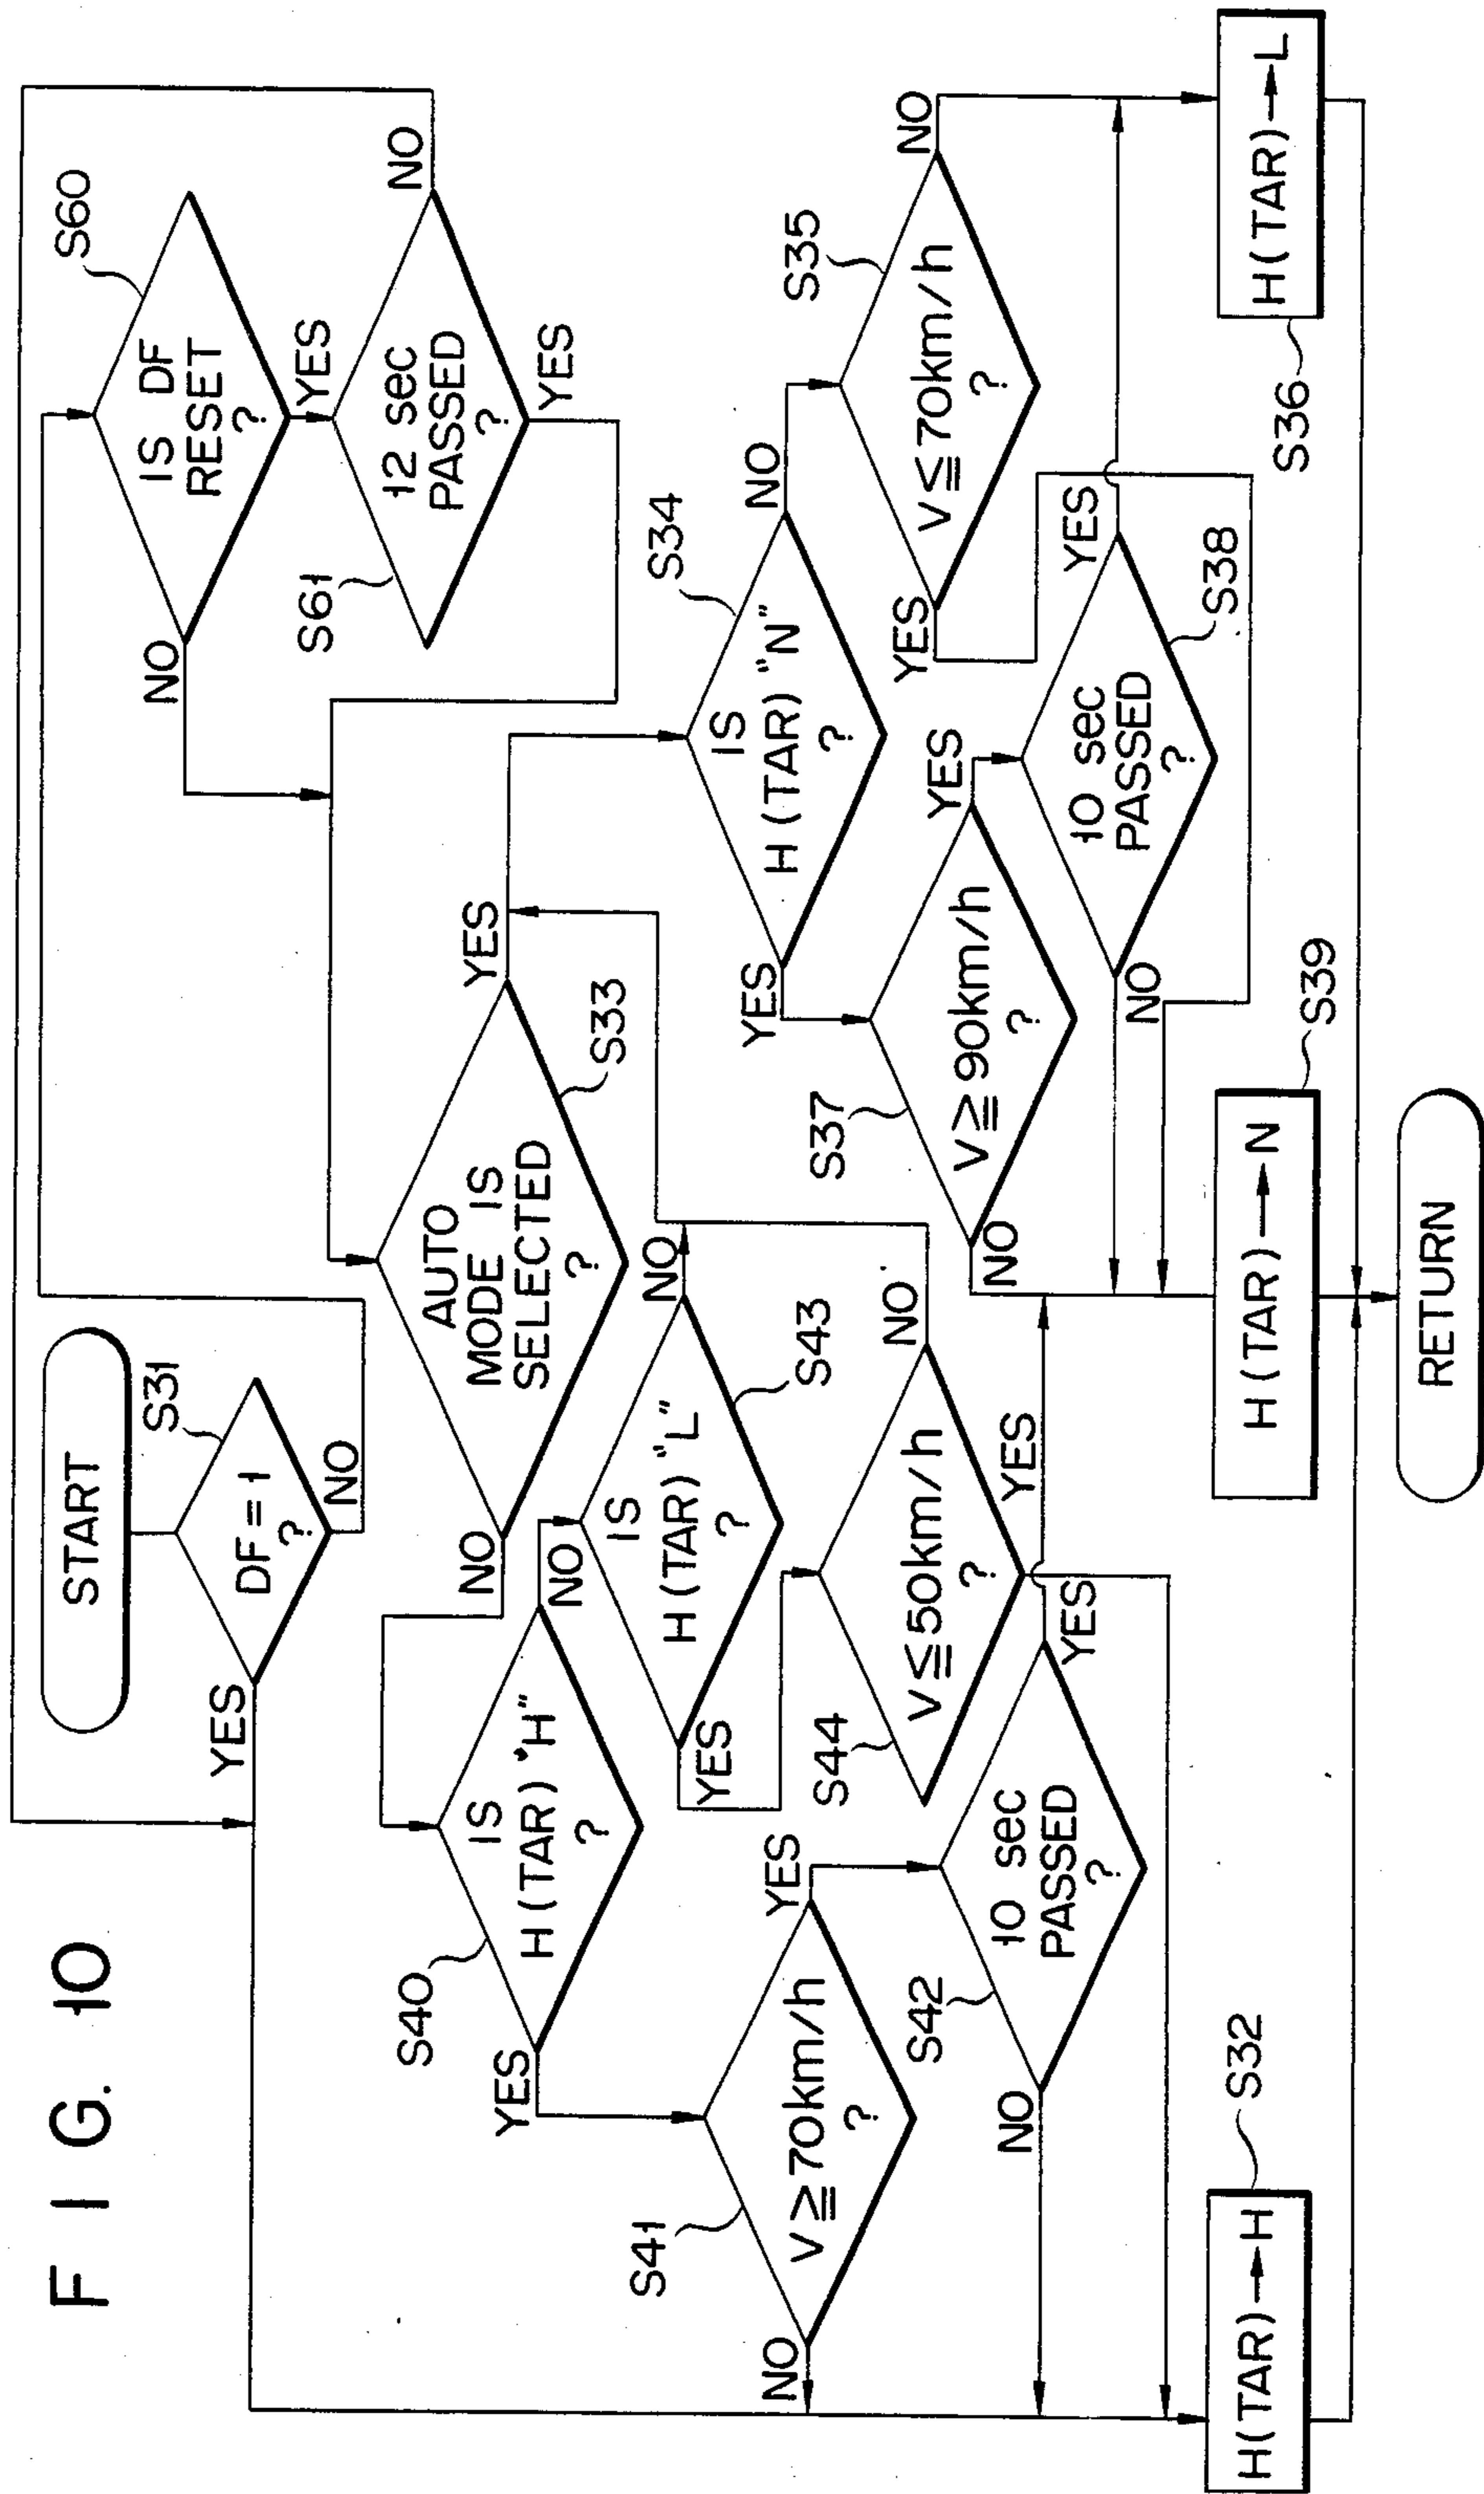 FIG. 10
START
S31
DF=1
?
YES
NO
S60
IS DF
RESET
?
NO
YES
S61
12 sec
PASSED
?
NO
YES
AUTO
MODE IS
SELECTED
?
S33
NO
YES
S40
IS
H(TAR) "H"
?
YES
NO
IS
H(TAR) "L"
?
S43
YES
NO
S34
IS
H(TAR) "N"
?
YES
NO
S41
V≧70km/h
?
NO
YES
S44
V≦50km/h
?
NO
YES
S37
V≧90km/h
?
NO
YES
S35
V≦70km/h
?
YES
NO
S42
10 sec
PASSED
?
NO
YES
10 sec
PASSED
?
S38
NO
YES
H(TAR)→H
S32
H(TAR)→N
S39
H(TAR)→L
S36
RETURN